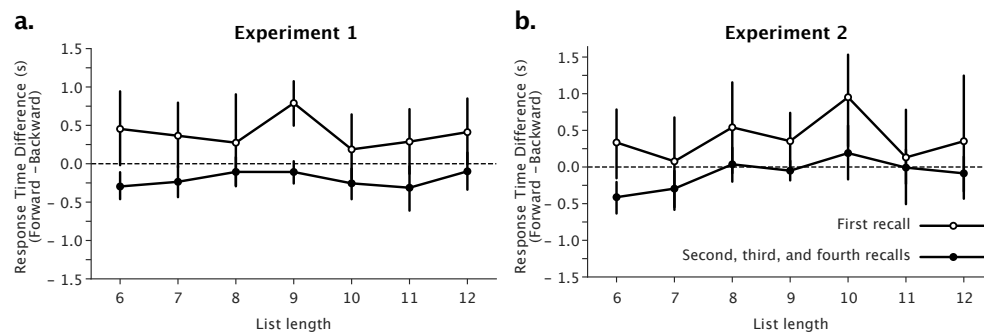 a.
Experiment 1
Response Time Difference (s)
(Forward – Backward)
1.5
1.0
0.5
0.0
– 0.5
– 1.0
– 1.5
6 7 8 9 10 11 12
List length
b.
Experiment 2
Response Time Difference (s)
(Forward – Backward)
1.5
1.0
0.5
0.0
– 0.5
– 1.0
– 1.5
First recall
Second, third, and fourth recalls
6 7 8 9 10 11 12
List length